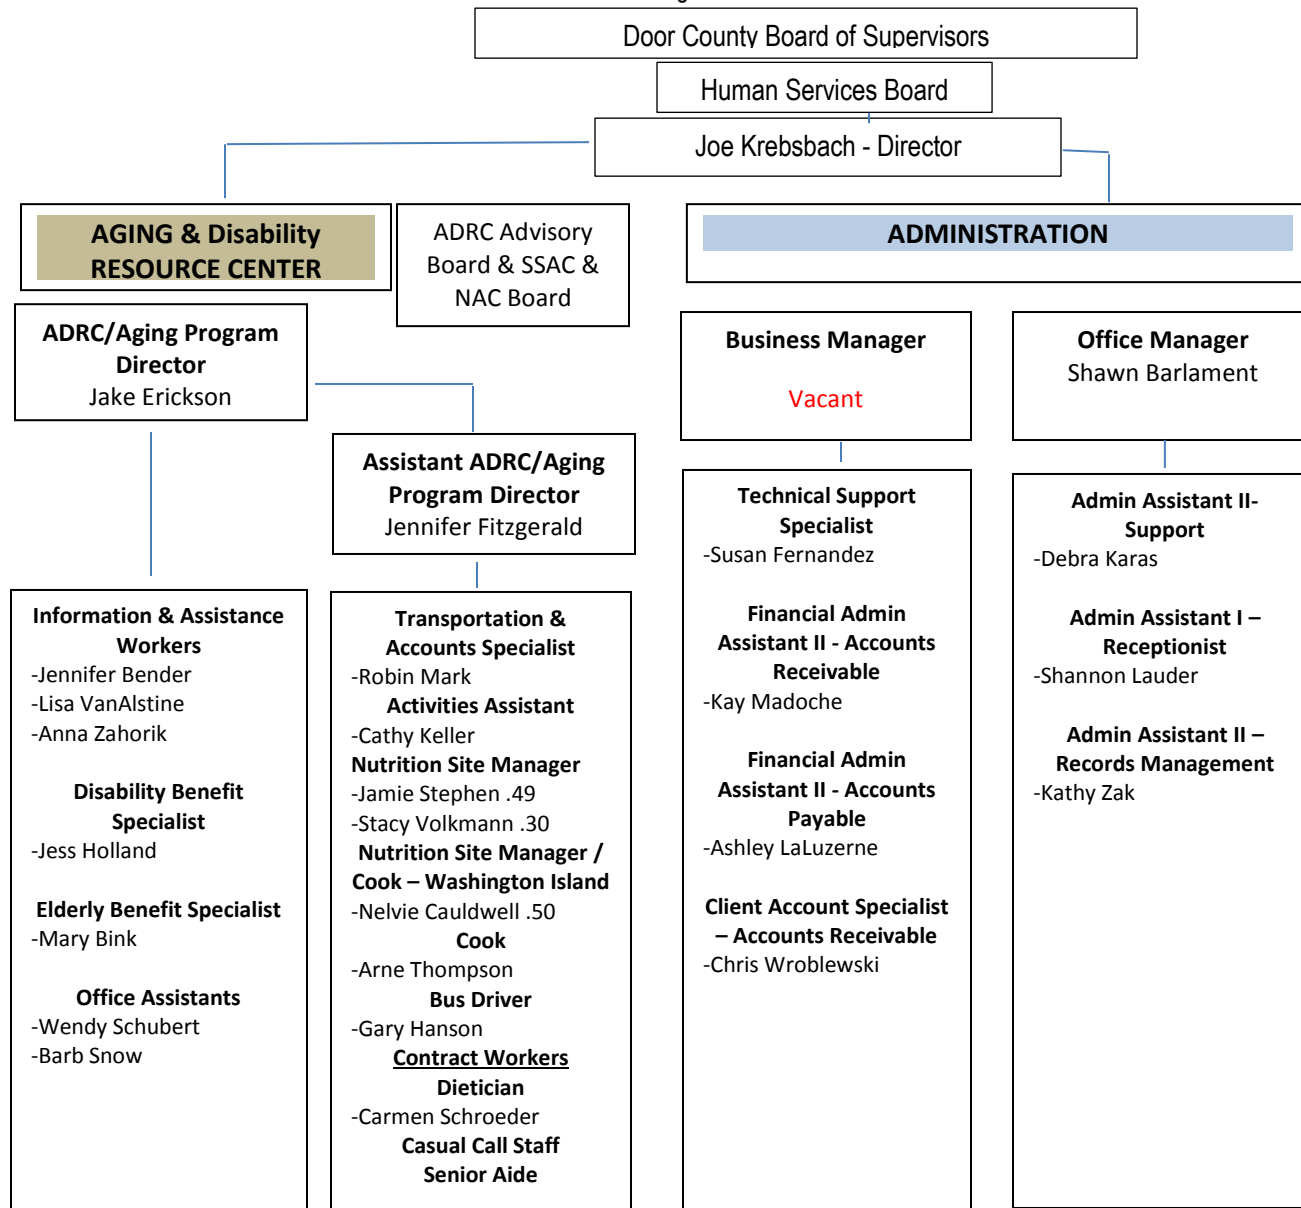 Door County Board of Supervisors
Human Services Board
Joe Krebsbach - Director
AGING & Disability
RESOURCE CENTER
ADRC Advisory
Board & SSAC &
NAC Board
ADMINISTRATION
ADRC/Aging Program
Director
Jake Erickson
Assistant ADRC/Aging
Program Director
Jennifer Fitzgerald
Business Manager
Vacant
Office Manager
Shawn Barlament
Information & Assistance
Workers
-Jennifer Bender
-Lisa VanAlstine
-Anna Zahorik
Disability Benefit
Specialist
-Jess Holland
Elderly Benefit Specialist
-Mary Bink
Office Assistants
-Wendy Schubert
-Barb Snow
Transportation &
Accounts Specialist
-Robin Mark
Activities Assistant
-Cathy Keller
Nutrition Site Manager
-Jamie Stephen .49
-Stacy Volkmann .30
Nutrition Site Manager /
Cook – Washington Island
-Nelvie Cauldwell .50
Cook
-Arne Thompson
Bus Driver
-Gary Hanson
Contract Workers
Dietician
-Carmen Schroeder
Casual Call Staff
Senior Aide
Technical Support
Specialist
-Susan Fernandez
Financial Admin
Assistant II - Accounts
Receivable
-Kay Madoche
Financial Admin
Assistant II - Accounts
Payable
-Ashley LaLuzerne
Client Account Specialist
– Accounts Receivable
-Chris Wroblewski
Admin Assistant II-
Support
-Debra Karas
Admin Assistant I –
Receptionist
-Shannon Lauder
Admin Assistant II –
Records Management
-Kathy Zak